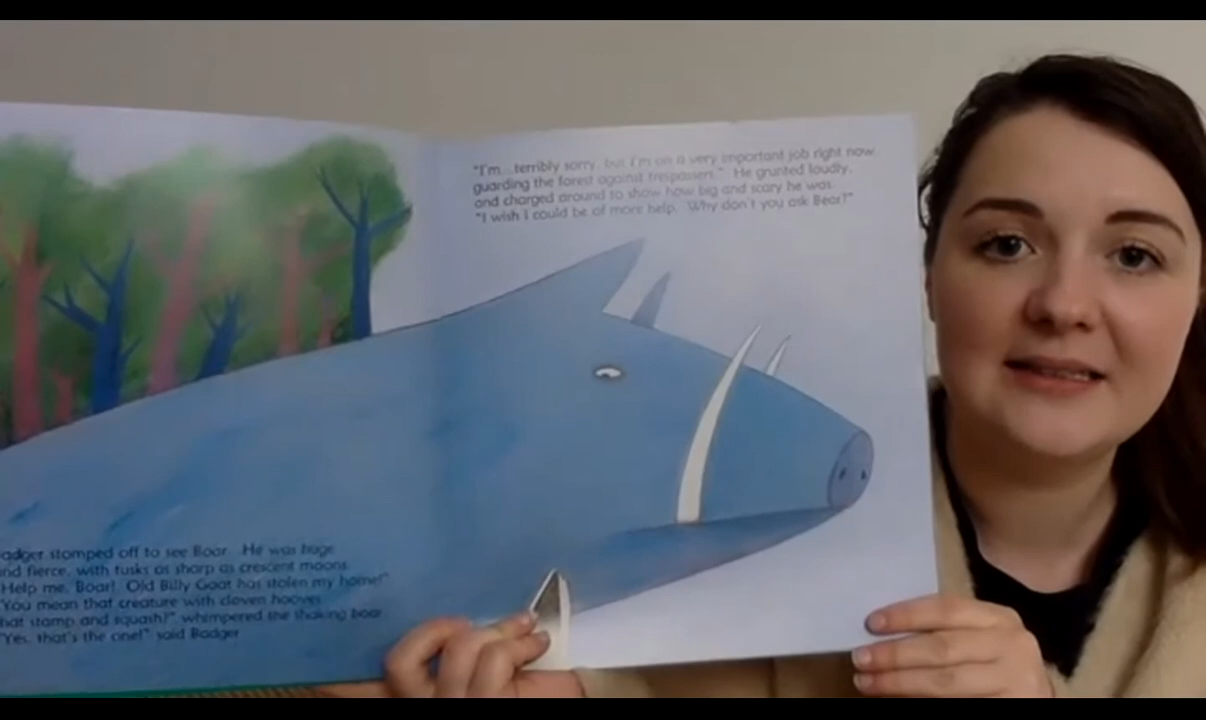 adger stomped off to see Boar. He was huge
nd fierce, with tusks as sharp as crescent moons.
"Help me, Boar! Old Billy Goat has stolen my home!"
"You mean that creature with cloven hooves
hat stamp and squash?" whimpered the shaking boar.
"Yes, that's the one!" said Badger.
"I'm...terribly sorry, but I'm on a very important job right now,
guarding the forest against trespassers." He grunted loudly,
and charged around to show how big and scary he was.
"I wish I could be of more help. Why don't you ask Bear?"